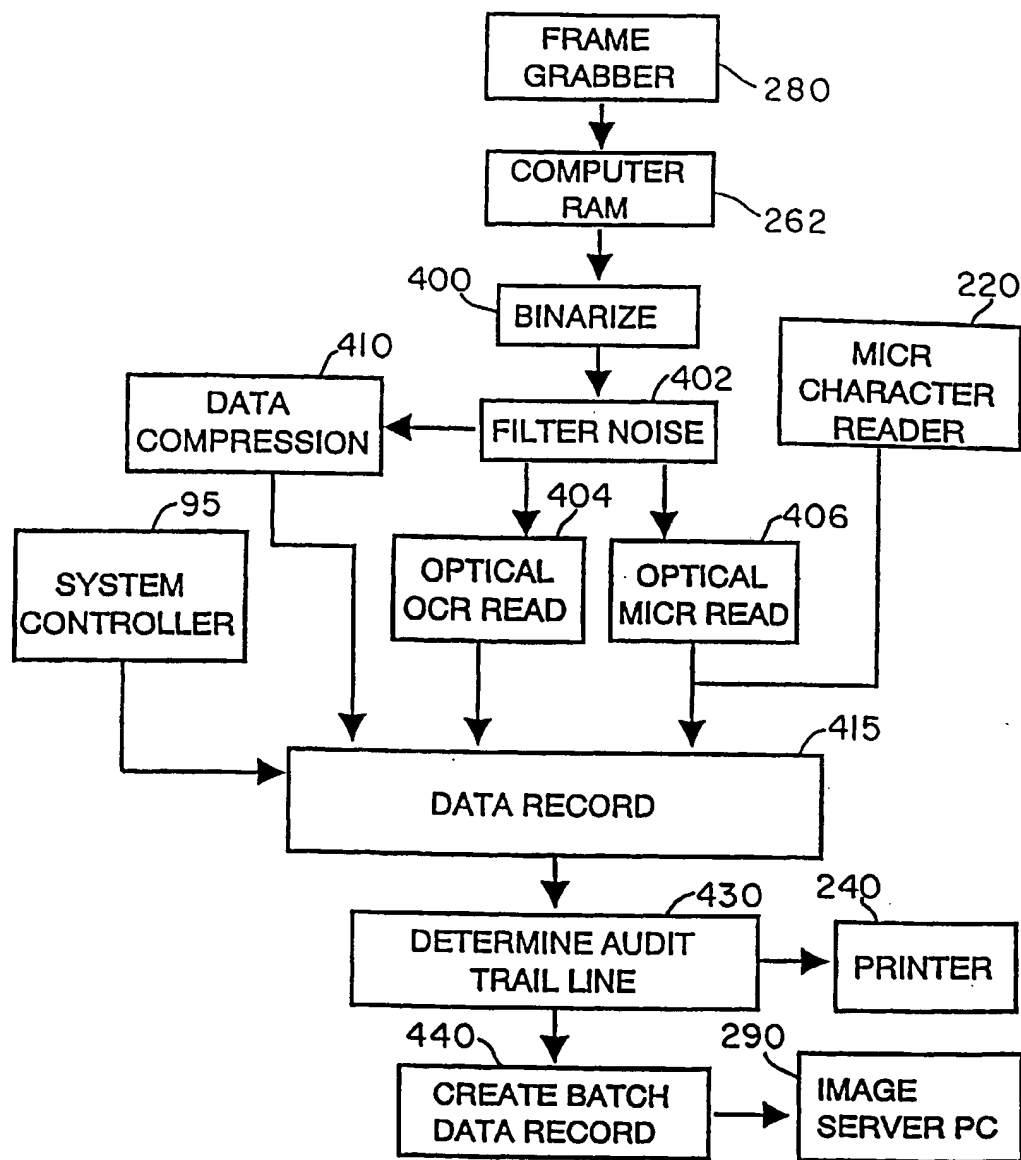 FRAME
GRABBER
280
COMPUTER
RAM
262
400
BINARIZE
220
MICR
CHARACTER
READER
410
DATA
COMPRESSION
402
FILTER NOISE
95
SYSTEM
CONTROLLER
404
OPTICAL
OCR READ
406
OPTICAL
MICR READ
415
DATA RECORD
430
DETERMINE AUDIT
TRAIL LINE
240
PRINTER
440
CREATE BATCH
DATA RECORD
290
IMAGE
SERVER PC